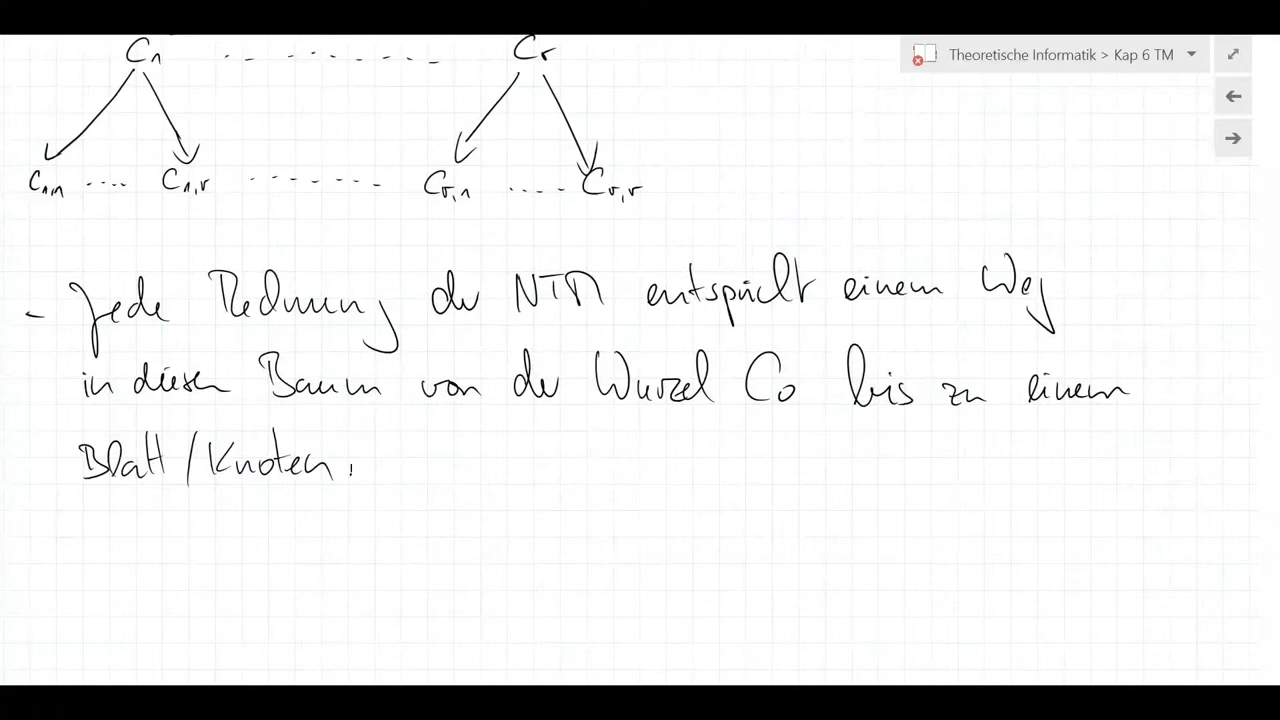 C₁ ........ Cᵣ
Theoretische Informatik > Kap 6 TM
C₁,₁ .... C₁,ᵣ ........ Cᵣ,₁ ..... Cᵣ,ᵣ
- Jede Rechnung der NTM entspricht einem Weg
in diesen Baum von der Wurzel C₀ bis zu einem
Blatt/Knoten.